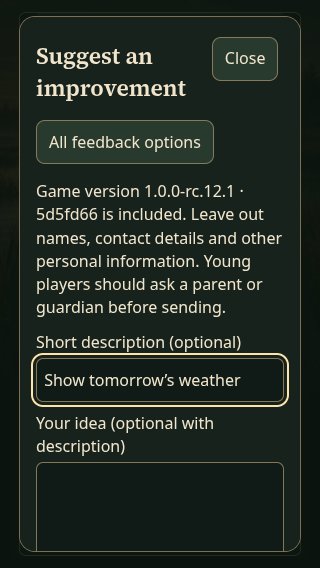 Suggest an
improvement
Close
All feedback options
Game version 1.0.0-rc.12.1 ·
5d5fd66 is included. Leave out
names, contact details and other
personal information. Young
players should ask a parent or
guardian before sending.
Short description (optional)
Show tomorrow’s weather
Your idea (optional with
description)